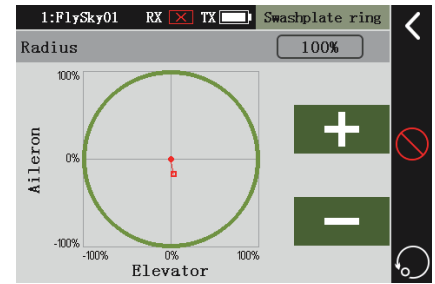 1:FlySky01 RX TX Swashplate ring
Radius 100%
100%
Aileron
0%
-100%
-100% 0% 100%
Elevator